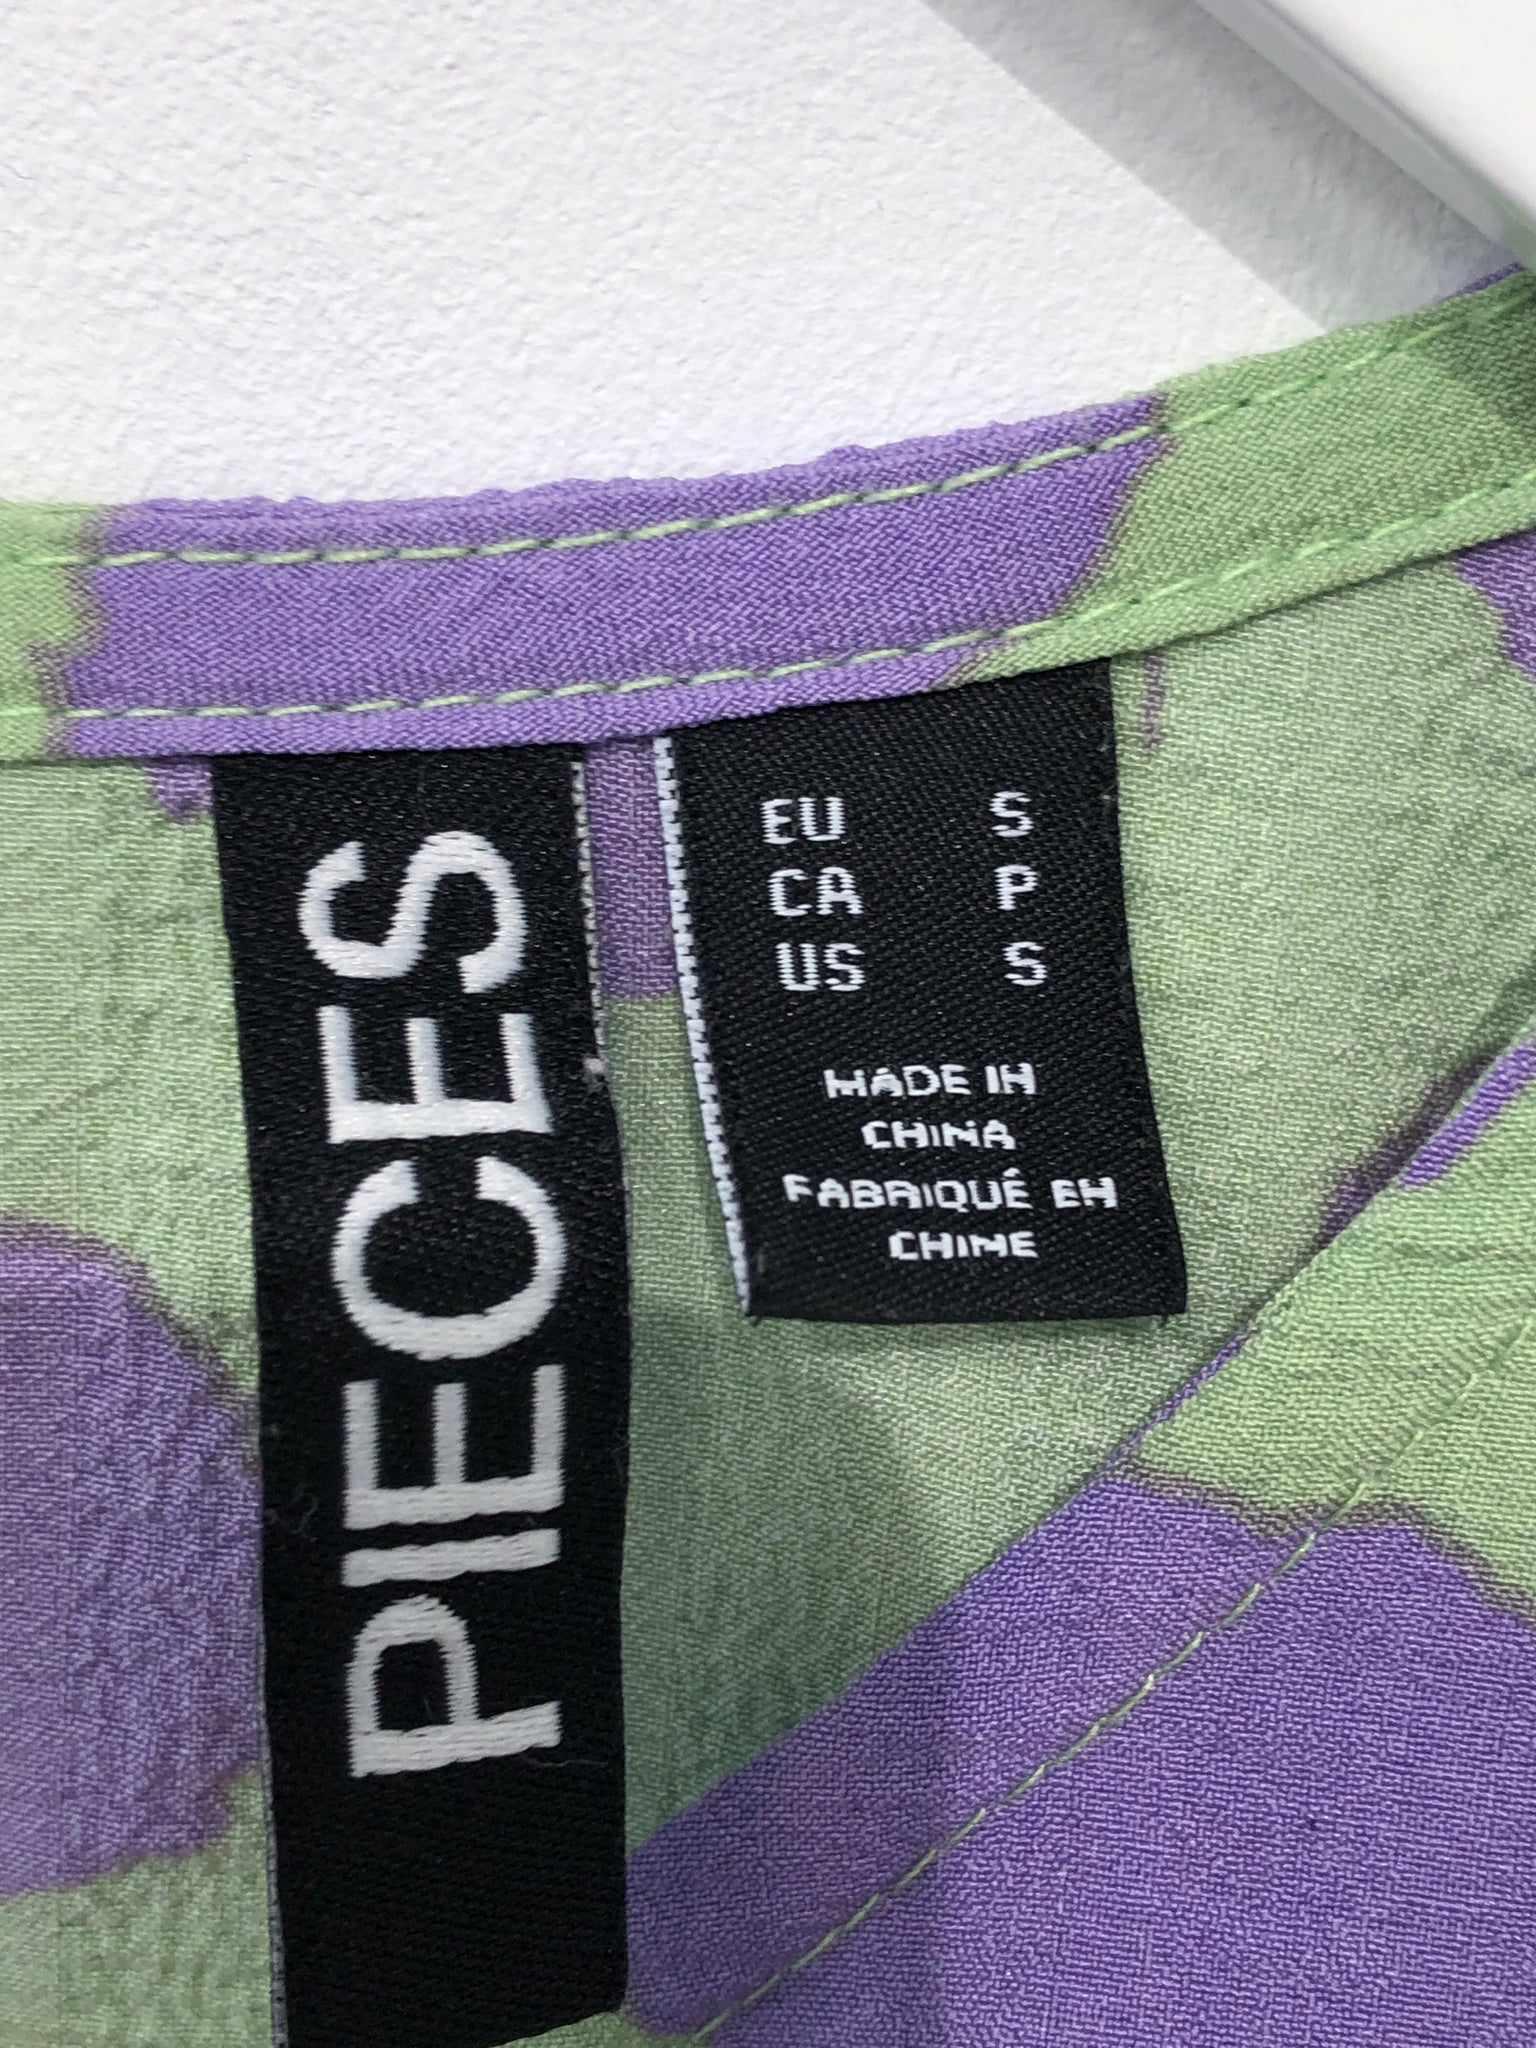 PIECES
EU S
CA P
US S
MADE IN
CHINA
FABRIQUÉ EN
CHINE